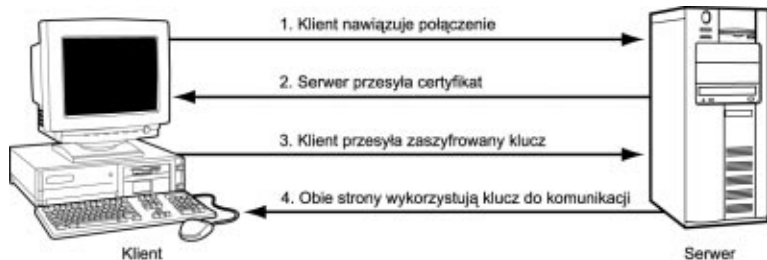 1. Klient nawiązuje połączenie
2. Serwer przesyła certyfikat
3. Klient przesyła zaszyfrowany klucz
4. Obie strony wykorzystują klucz do komunikacji
Klient
Serwer